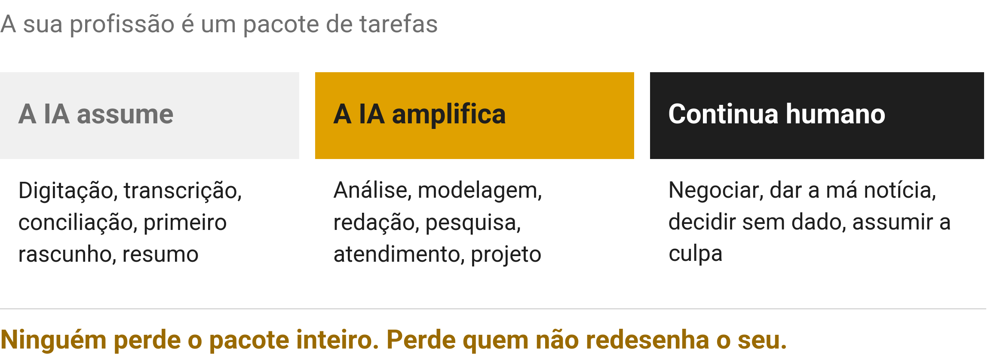 A sua profissão é um pacote de tarefas
A IA assume
Digitação, transcrição,
conciliação, primeiro
rascunho, resumo
A IA amplifica
Análise, modelagem,
redação, pesquisa,
atendimento, projeto
Continua humano
Negociar, dar a má notícia,
decidir sem dado, assumir a
culpa
Ninguém perde o pacote inteiro. Perde quem não redesenha o seu.